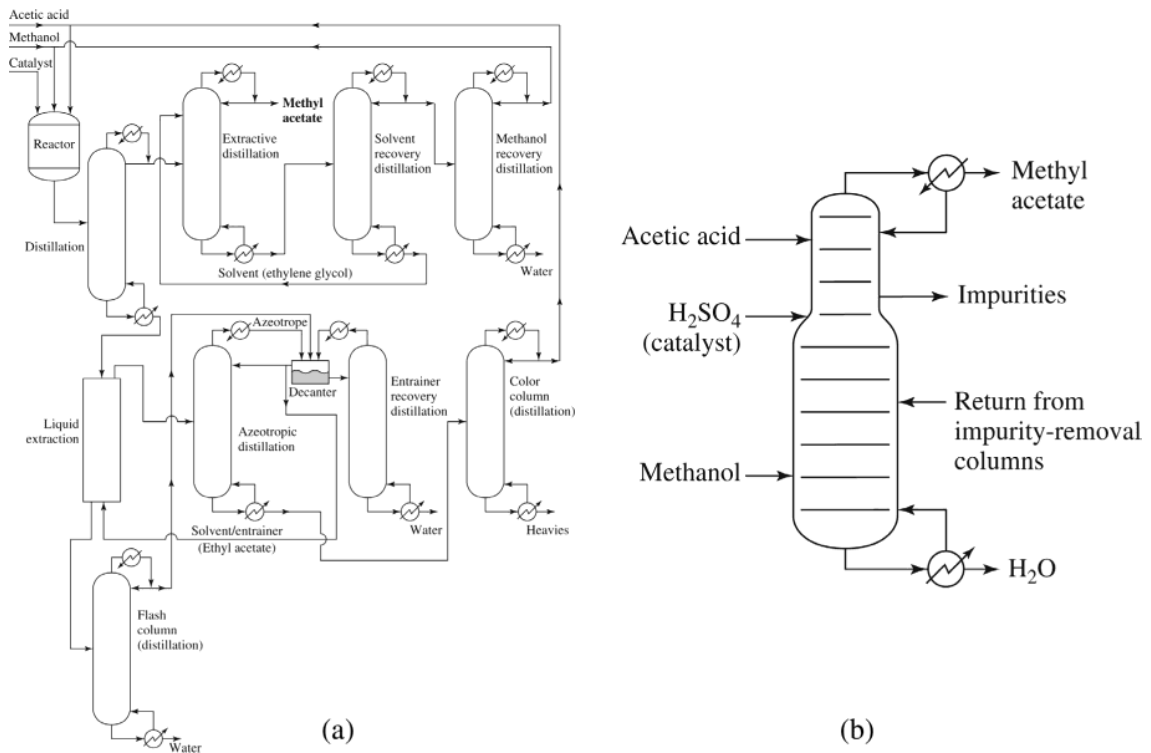 Acetic acid
Methanol
Catalyst
Reactor
Distillation
Extractive
distillation
Methyl
acetate
Solvent
recovery
distillation
Methanol
recovery
distillation
Water
Solvent (ethylene glycol)
Azeotrope
Decanter
Azeotropic
distillation
Entrainer
recovery
distillation
Color
column
(distillation)
Liquid
extraction
Solvent/entrainer
(Ethyl acetate)
Water
Heavies
Flash
column
(distillation)
Water
(a)
Methyl
acetate
Acetic acid
Impurities
H₂SO₄
(catalyst)
Return from
impurity-removal
columns
Methanol
H₂O
(b)